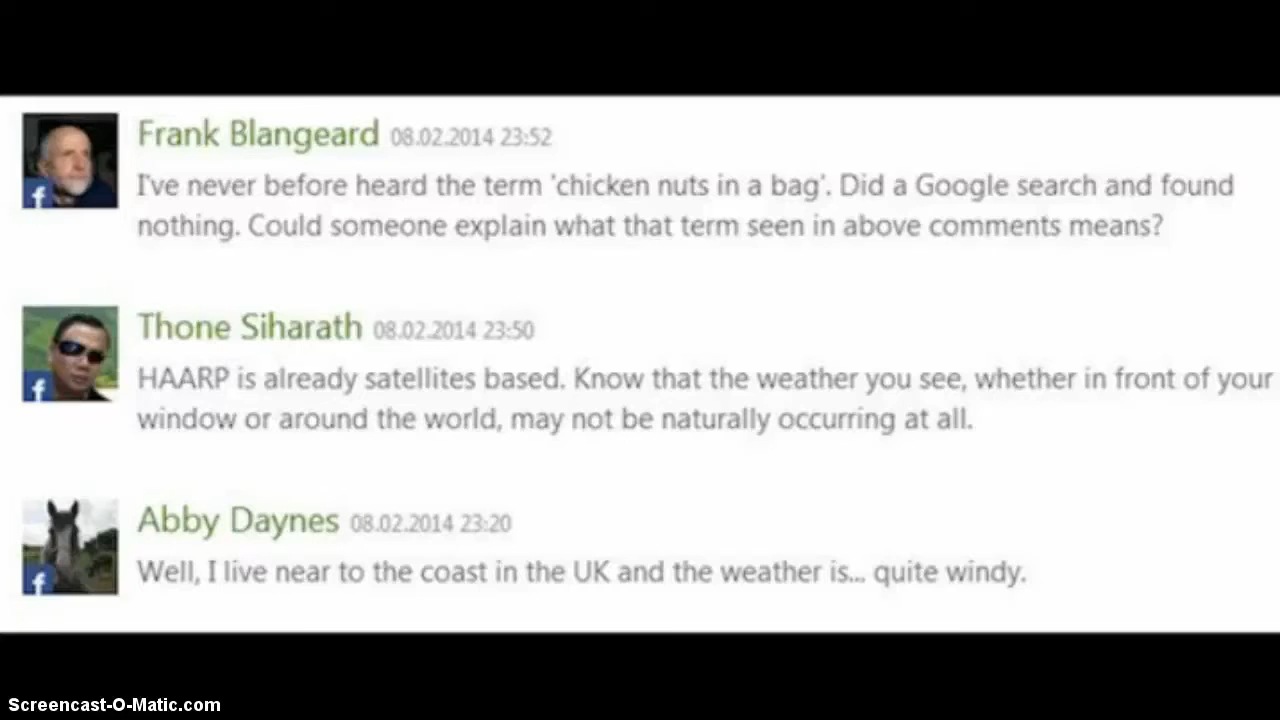 Frank Blangeard 08.02.2014 23:52
I've never before heard the term 'chicken nuts in a bag'. Did a Google search and found
nothing. Could someone explain what that term seen in above comments means?
Thone Siharath 08.02.2014 23:50
HAARP is already satellites based. Know that the weather you see, whether in front of your
window or around the world, may not be naturally occurring at all.
Abby Daynes 08.02.2014 23:20
Well, I live near to the coast in the UK and the weather is... quite windy.
Screencast-O-Matic.com